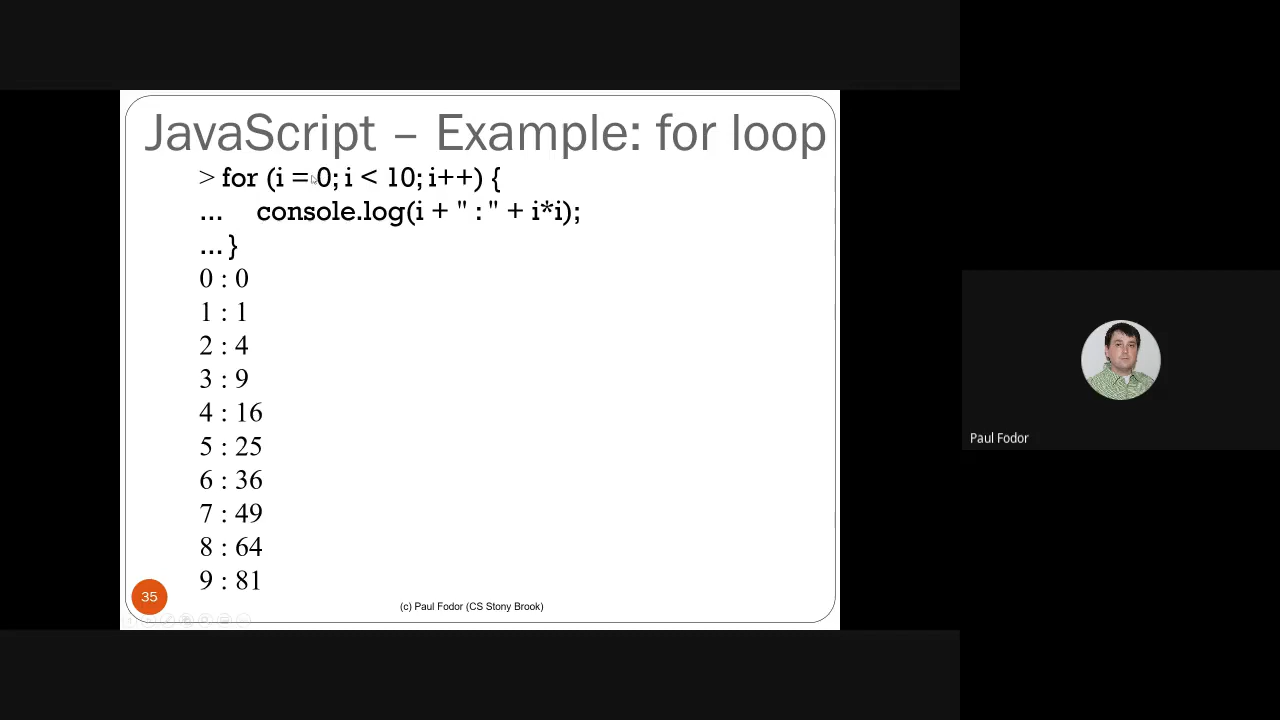 JavaScript – Example: for loop
> for (i = 0; i < 10; i++) {
... console.log(i + " : " + i*i);
... }
0 : 0
1 : 1
2 : 4
3 : 9
4 : 16
5 : 25
6 : 36
7 : 49
8 : 64
9 : 81
35
(c) Paul Fodor (CS Stony Brook)
Paul Fodor